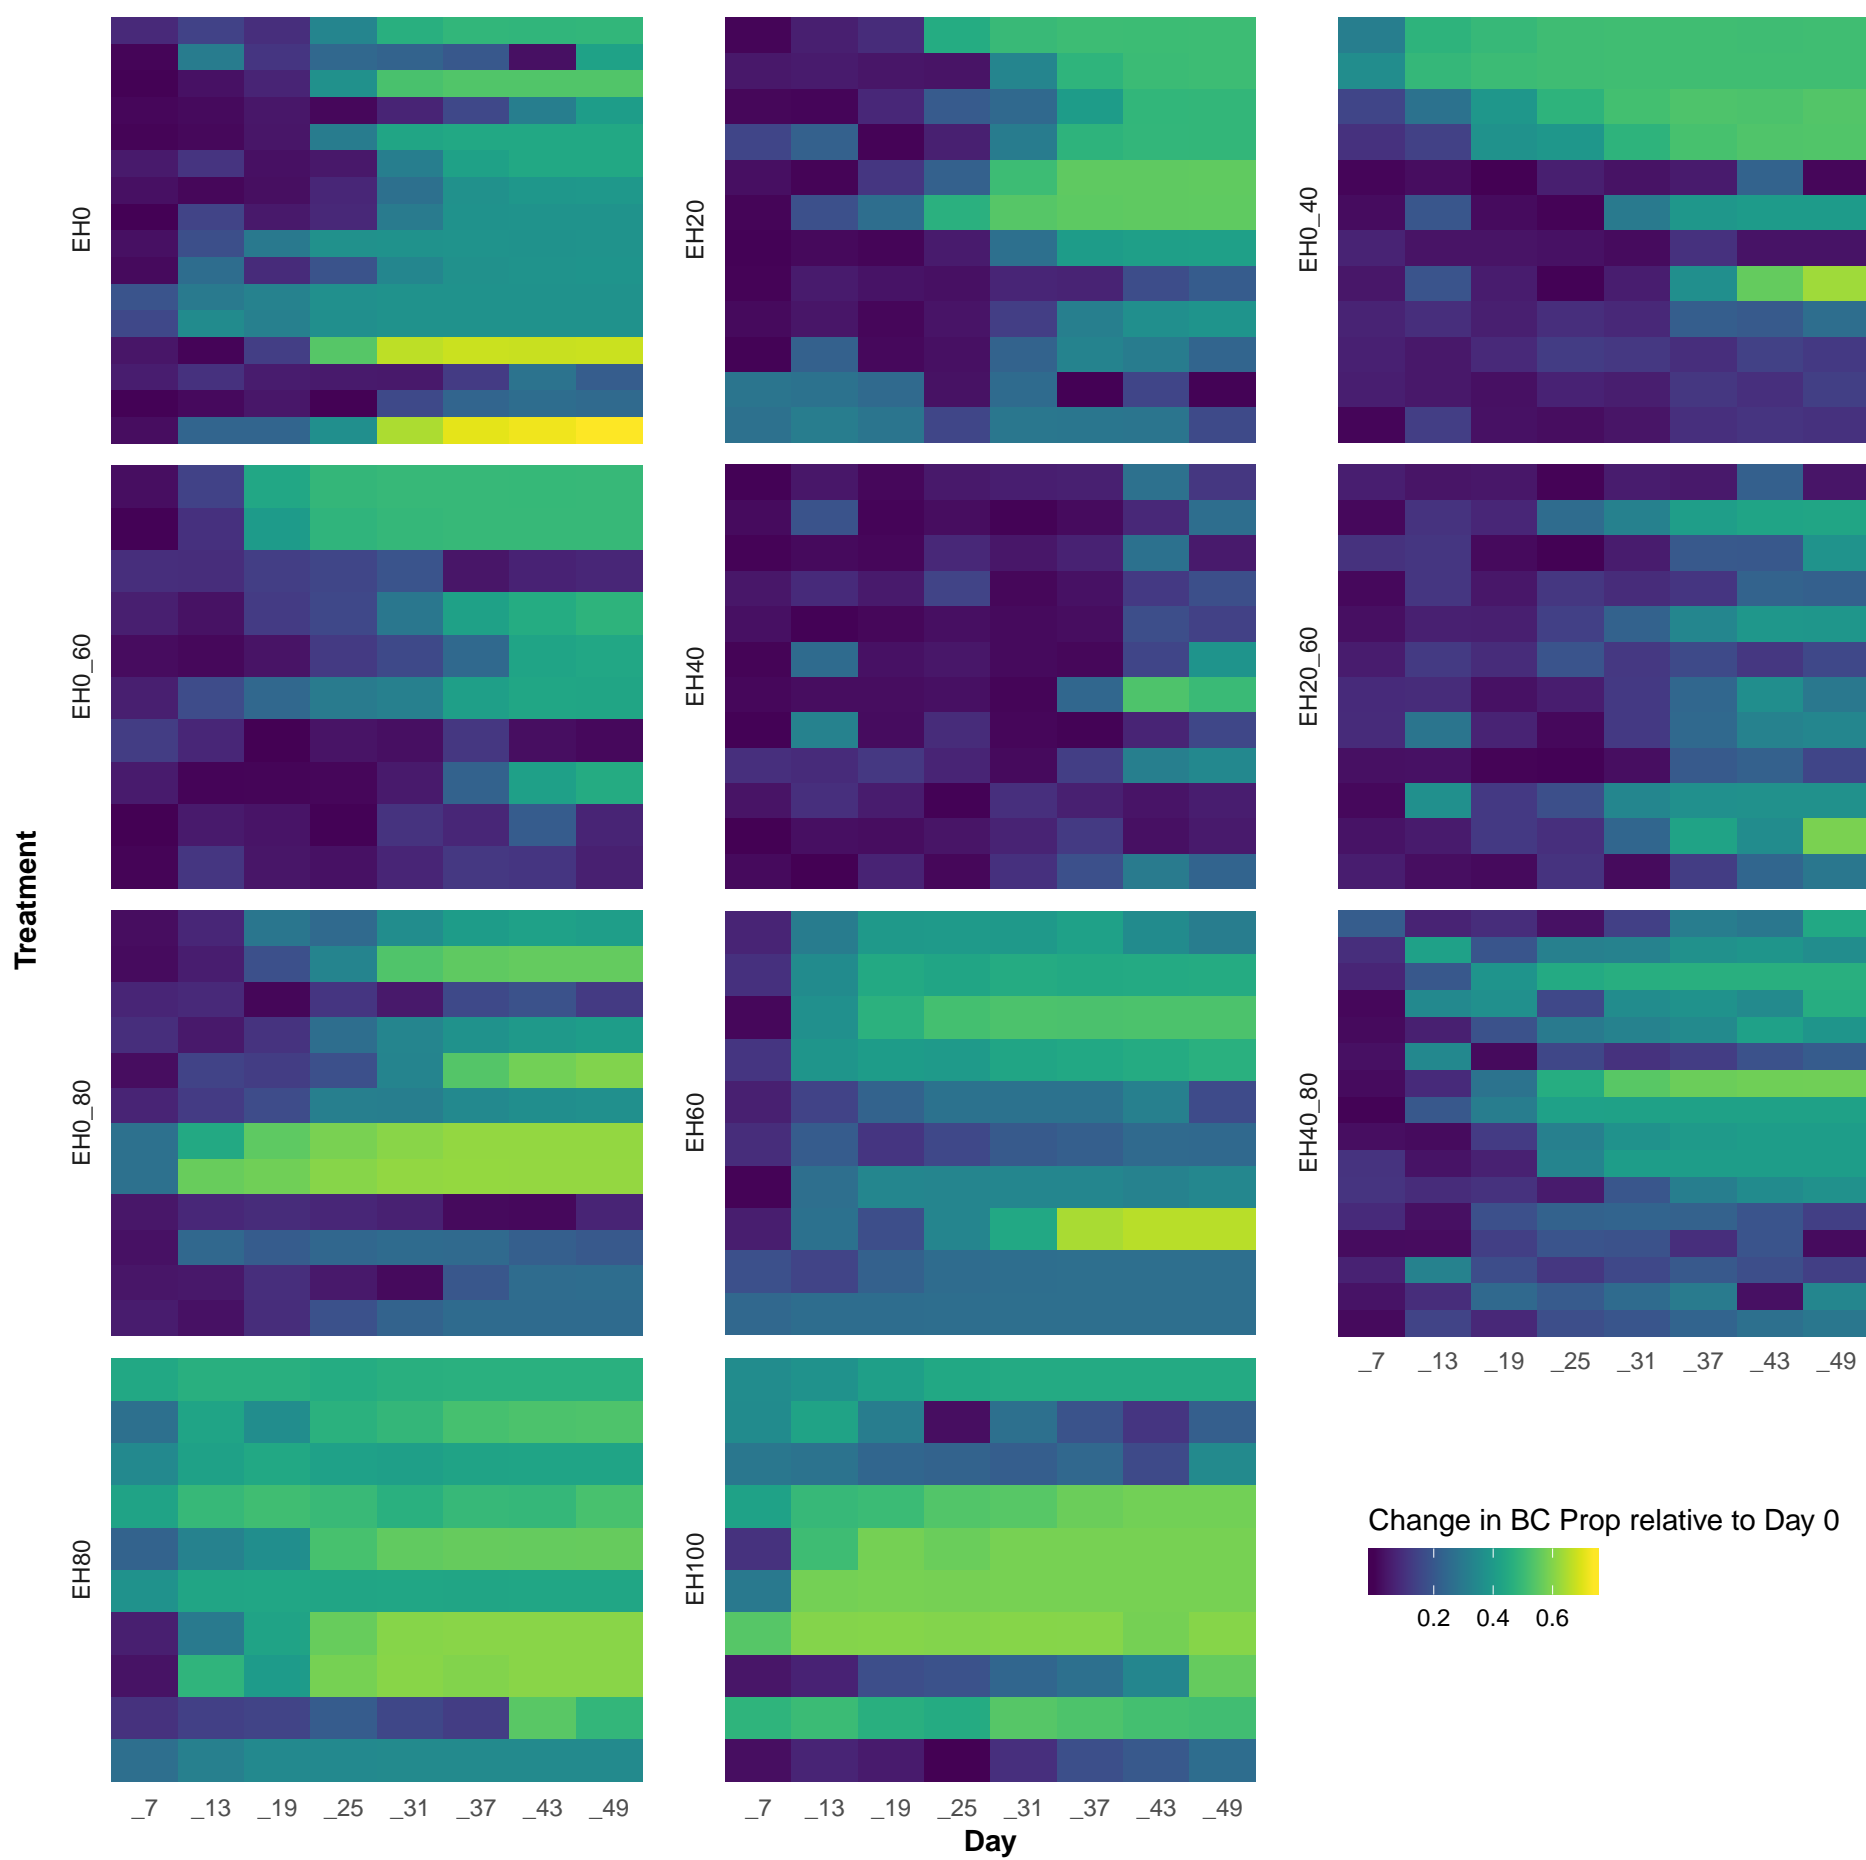 EH0
EH20
EH0_40
EH0_60
EH40
EH20_60
Treatment
EH0_80
EH60
EH40_80
_7 _13 _19 _25 _31 _37 _43 _49
EH80
EH100
Change in BC Prop relative to Day 0
0.2 0.4 0.6
_7 _13 _19 _25 _31 _37 _43 _49
_7 _13 _19 _25 _31 _37 _43 _49
Day